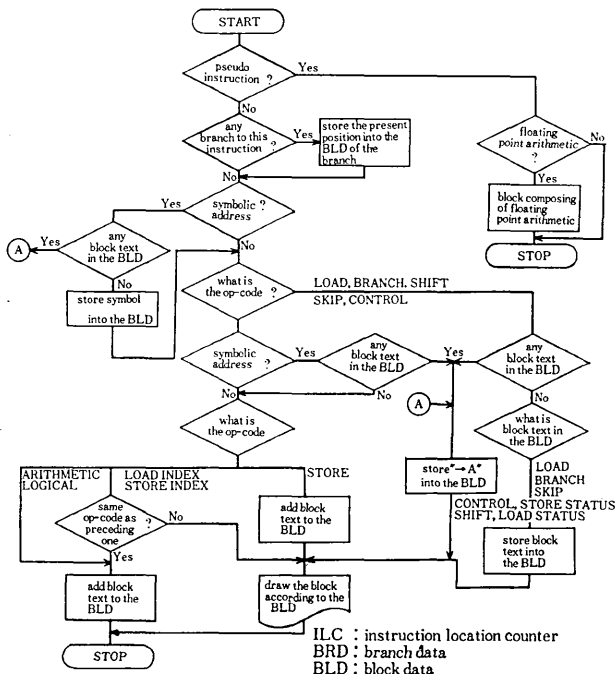 START
pseudo
instruction ?
Yes
No
any
branch to this
instruction ?
Yes
store the present
position into the
BLD of the
branch
No
floating
point arithmetic
?
No
Yes
block composing
of floating
point arithmetic
STOP
Yes
symbolic ?
address
No
A
Yes
any
block text
in the BLD
No
store symbol
into the BLD
what is
the op-code ?
LOAD, BRANCH. SHIFT
SKIP, CONTROL
symbolic
address ?
Yes
any
block text
in the BLD
Yes
any
block text
in the BLD
No
No
No
A
what is
the op-code
what is
block text in
the BLD
ARITHMETIC
LOGICAL
LOAD INDEX
STORE INDEX
STORE
store"→A"
into the BLD
LOAD
BRANCH
SKIP
CONTROL, STORE STATUS
SHIFT, LOAD STATUS
same
op-code as ?
preceding
one
No
Yes
add block
text to the
BLD
store block
text into
the BLD
add block
text to the
BLD
draw the block
according to the
BLD
STOP
ILC : instruction location counter
BRD : branch data
BLD : block data